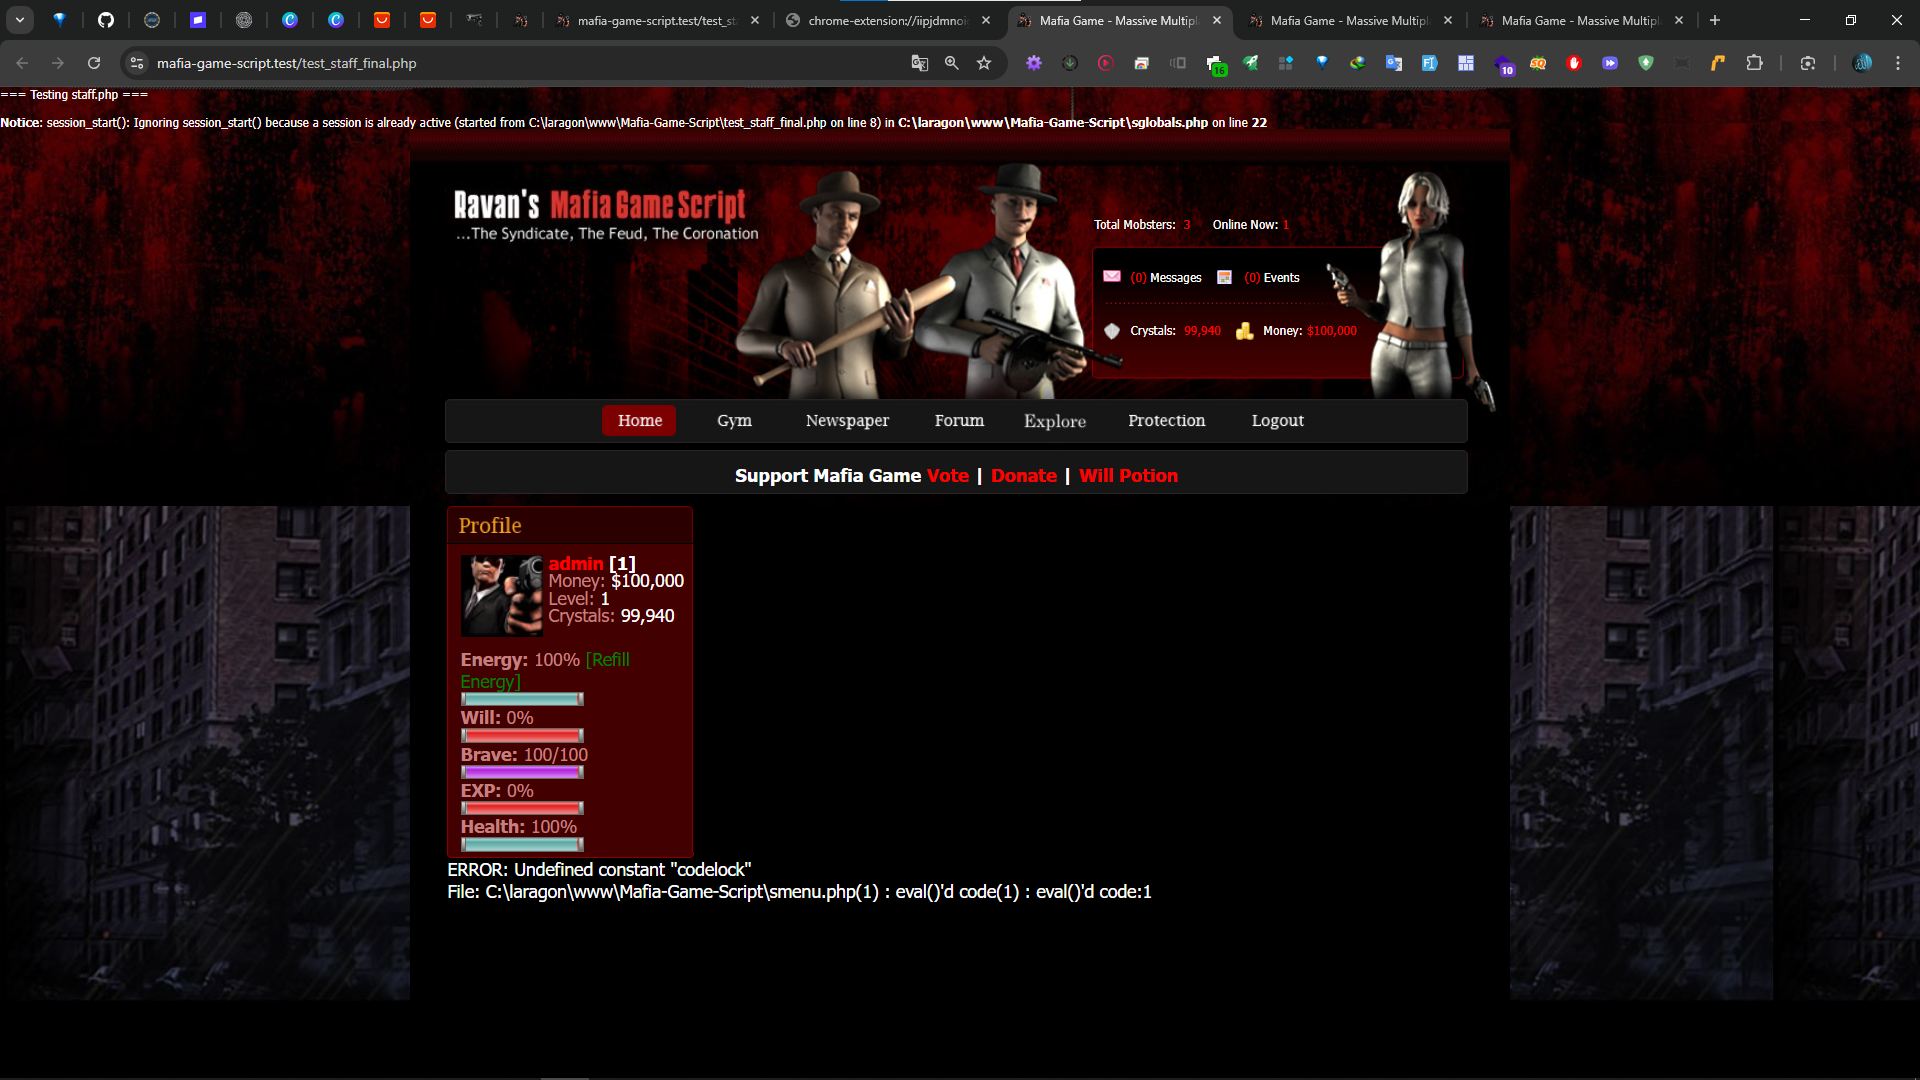 mafia-game-script.test/test_st
chrome-extension://iipjdmnoi
Mafia Game - Massive Multipl
Mafia Game - Massive Multipl
Mafia Game - Massive Multipl
mafia-game-script.test/test_staff_final.php
16
10
=== Testing staff.php ===
Notice: session_start(): Ignoring session_start() because a session is already active (started from C:\laragon\www\Mafia-Game-Script\test_staff_final.php on line 8) in C:\laragon\www\Mafia-Game-Script\sglobals.php on line 22
Ravan's Mafia Game Script
...The Syndicate, The Feud, The Coronation
Total Mobsters: 3 Online Now: 1
(0) Messages (0) Events
Crystals: 99,940 Money: $100,000
Home Gym Newspaper Forum Explore Protection Logout
Support Mafia Game Vote | Donate | Will Potion
Profile
admin [1]
Money: $100,000
Level: 1
Crystals: 99,940
Energy: 100% [Refill
Energy]
Will: 0%
Brave: 100/100
EXP: 0%
Health: 100%
ERROR: Undefined constant "codelock"
File: C:\laragon\www\Mafia-Game-Script\smenu.php(1) : eval()'d code(1) : eval()'d code:1